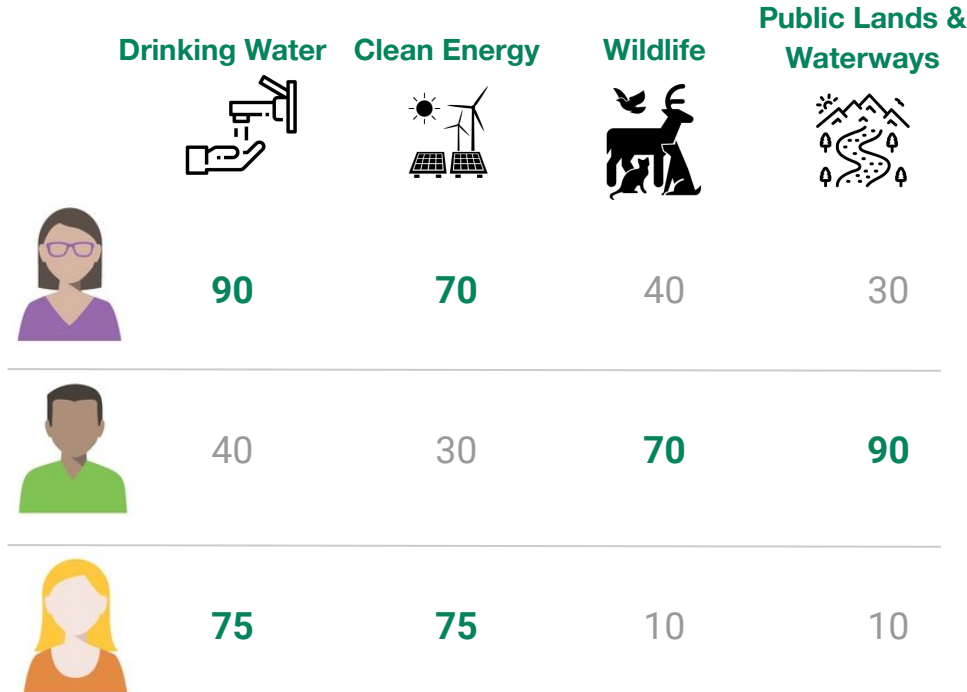 Drinking Water
Clean Energy
Wildlife
Public Lands &
Waterways
90 70 40 30
40 30 70 90
75 75 10 10